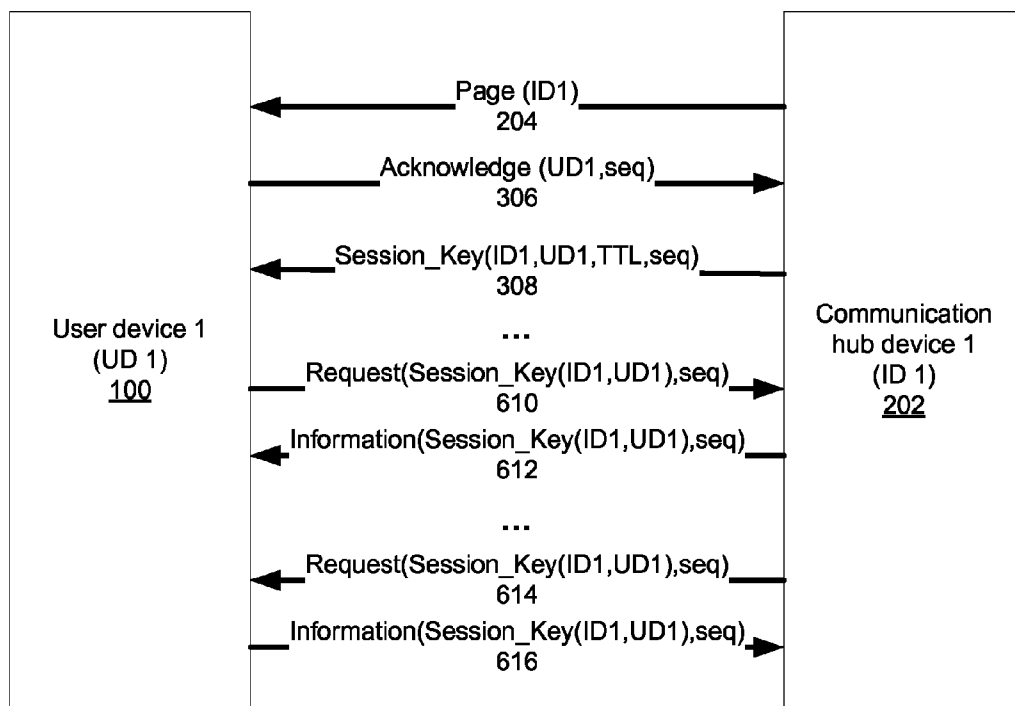 Page (ID1)
204
Acknowledge (UD1,seq)
306
Session_Key(ID1,UD1,TTL,seq)
308
...
Request(Session_Key(ID1,UD1),seq)
610
Information(Session_Key(ID1,UD1),seq)
612
...
Request(Session_Key(ID1,UD1),seq)
614
Information(Session_Key(ID1,UD1),seq)
616
User device 1
(UD 1)
100
Communication
hub device 1
(ID 1)
202